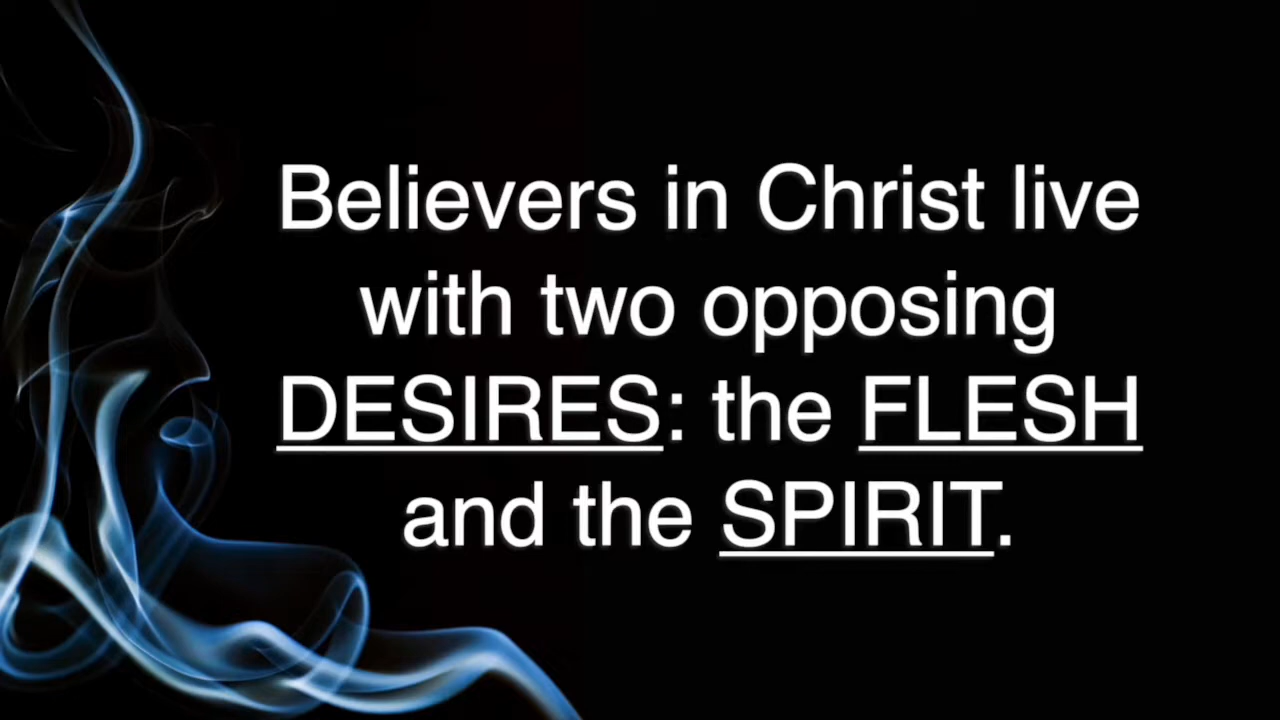 Believers in Christ live
with two opposing
DESIRES: the FLESH
and the SPIRIT.